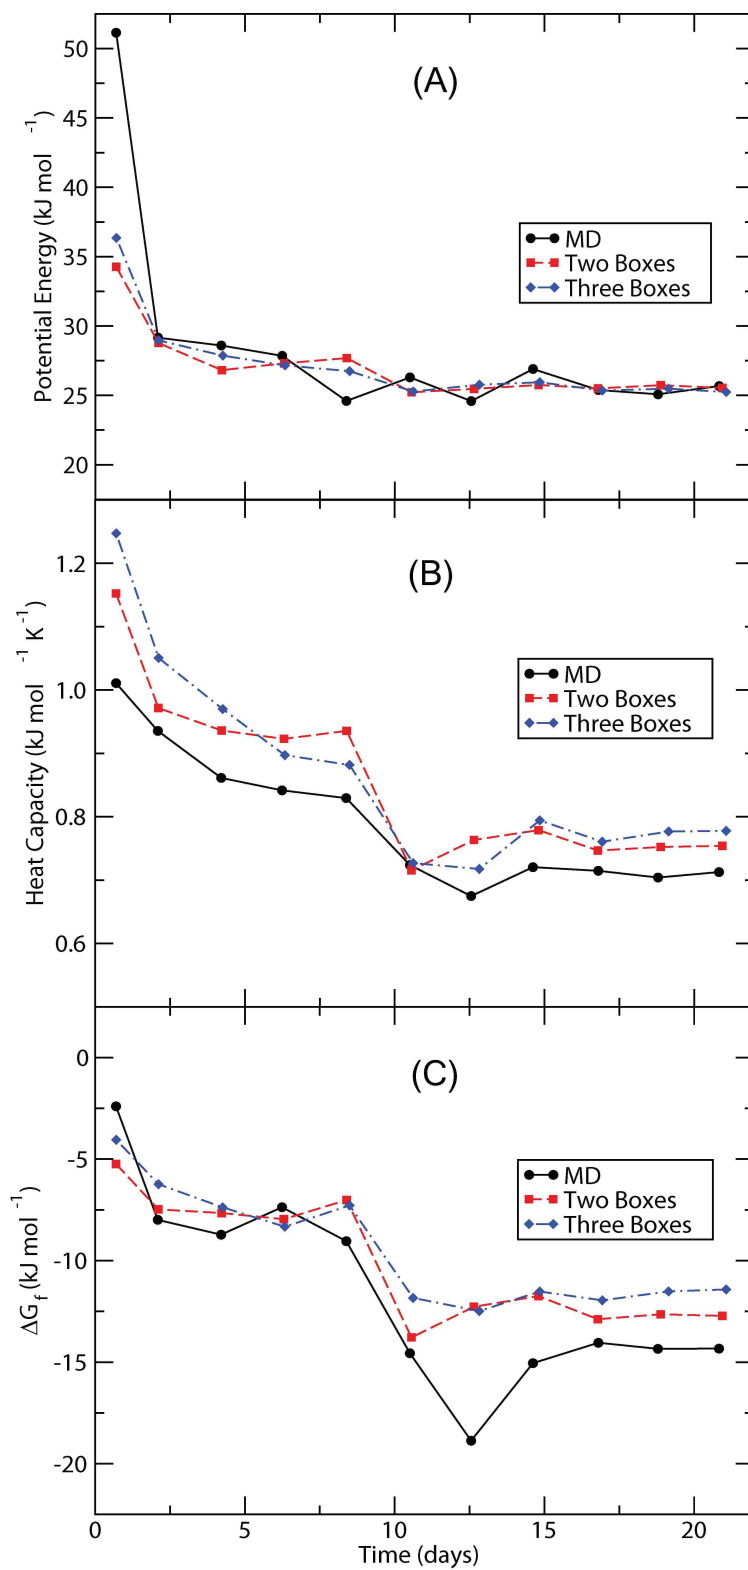 (A)
50
45
40
35
30
25
20
Potential Energy (kJ mol ⁻¹)
MD
Two Boxes
Three Boxes
(B)
1.2
1.0
0.8
0.6
Heat Capacity (kJ mol ⁻¹ K⁻¹)
MD
Two Boxes
Three Boxes
(C)
0
-5
-10
-15
-20
ΔG_f (kJ mol ⁻¹)
MD
Two Boxes
Three Boxes
0 5 10 15 20
Time (days)